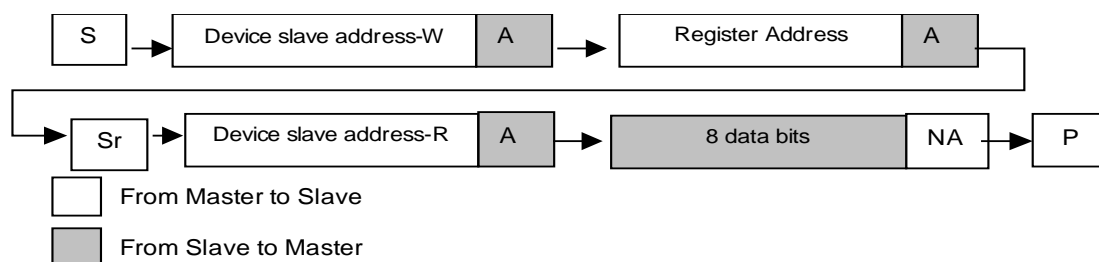 S Device slave address-W A Register Address A
Sr Device slave address-R A 8 data bits NA P
From Master to Slave
From Slave to Master